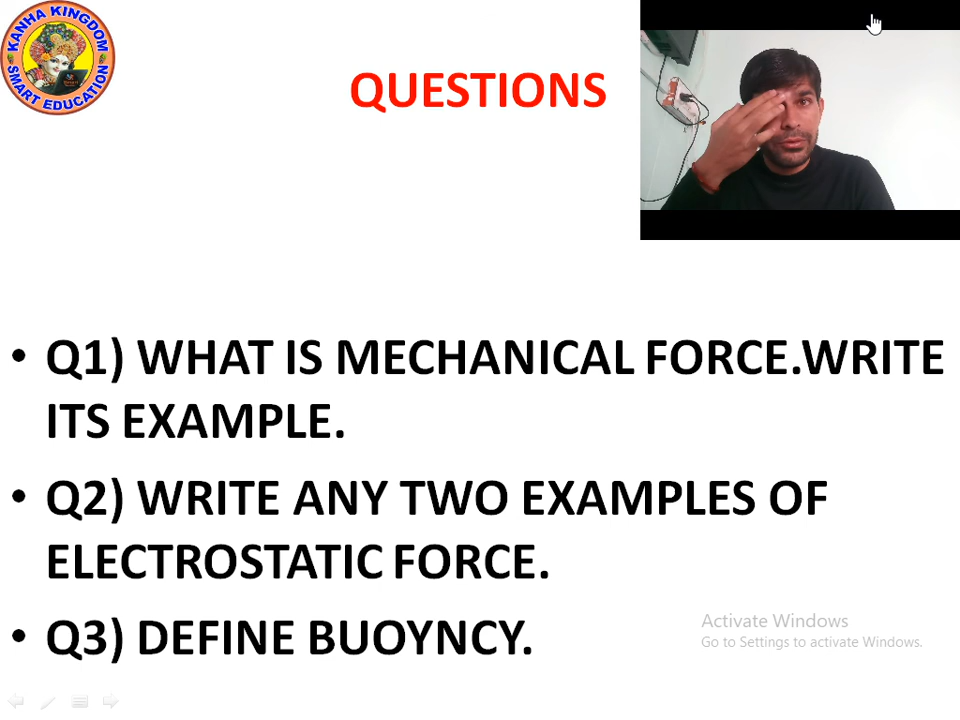 KANHA KINGDOM
SMART EDUCATION
QUESTIONS
• Q1) WHAT IS MECHANICAL FORCE.WRITE
ITS EXAMPLE.
• Q2) WRITE ANY TWO EXAMPLES OF
ELECTROSTATIC FORCE.
• Q3) DEFINE BUOYNCY.
Activate Windows
Go to Settings to activate Windows.